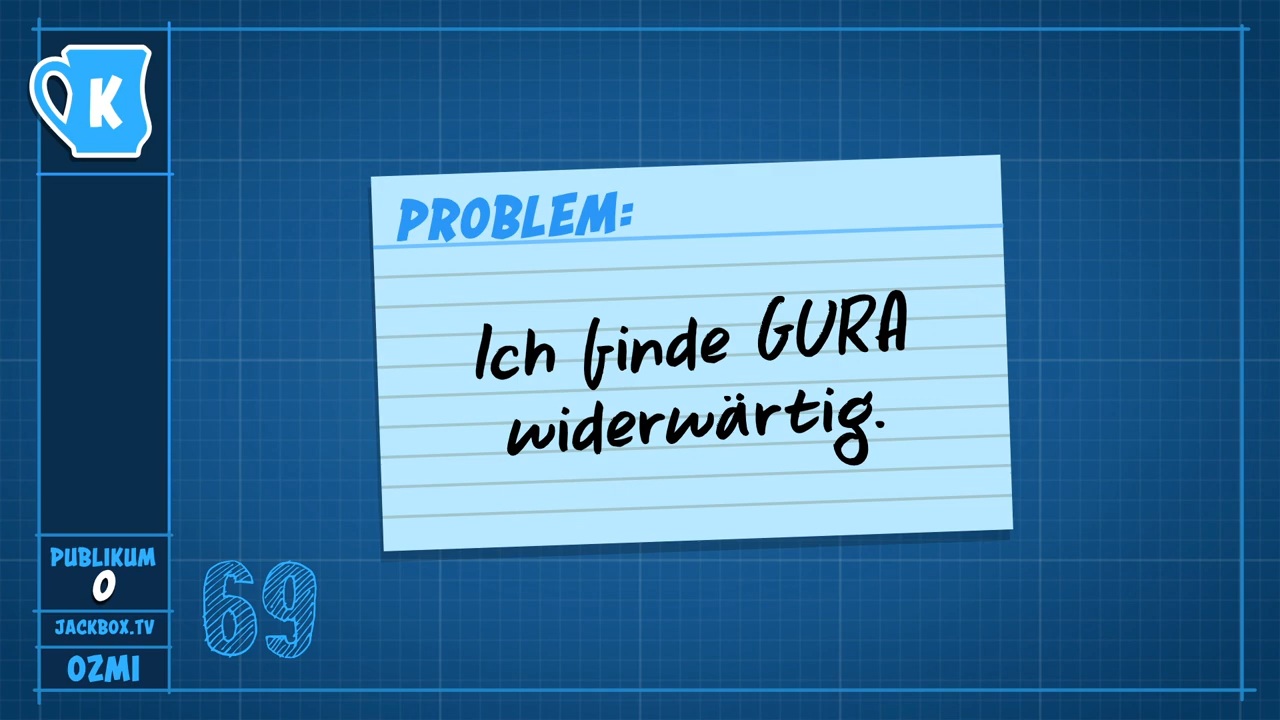 K
PROBLEM:
Ich finde GURA
widerwärtig.
PUBLIKUM
0
JACKBOX.TV
OZMI
69